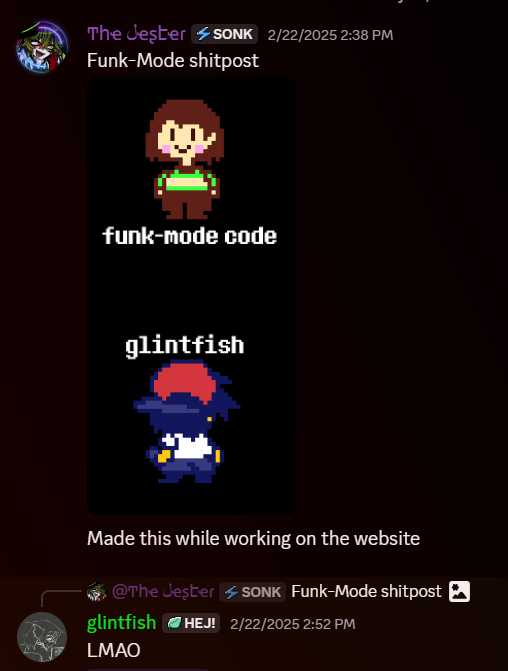 The Jester SONK 2/22/2025 2:38 PM
Funk-Mode shitpost
funk-mode code
glintfish
Made this while working on the website
@The Jester SONK Funk-Mode shitpost
glintfish HEJ! 2/22/2025 2:52 PM
LMAO